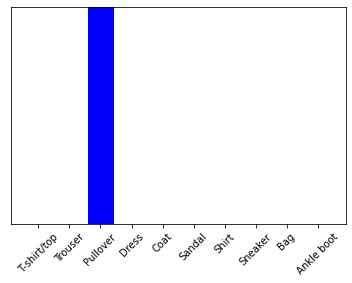 T-shirt/top
Trouser
Pullover
Dress
Coat
Sandal
Shirt
Sneaker
Bag
Ankle boot